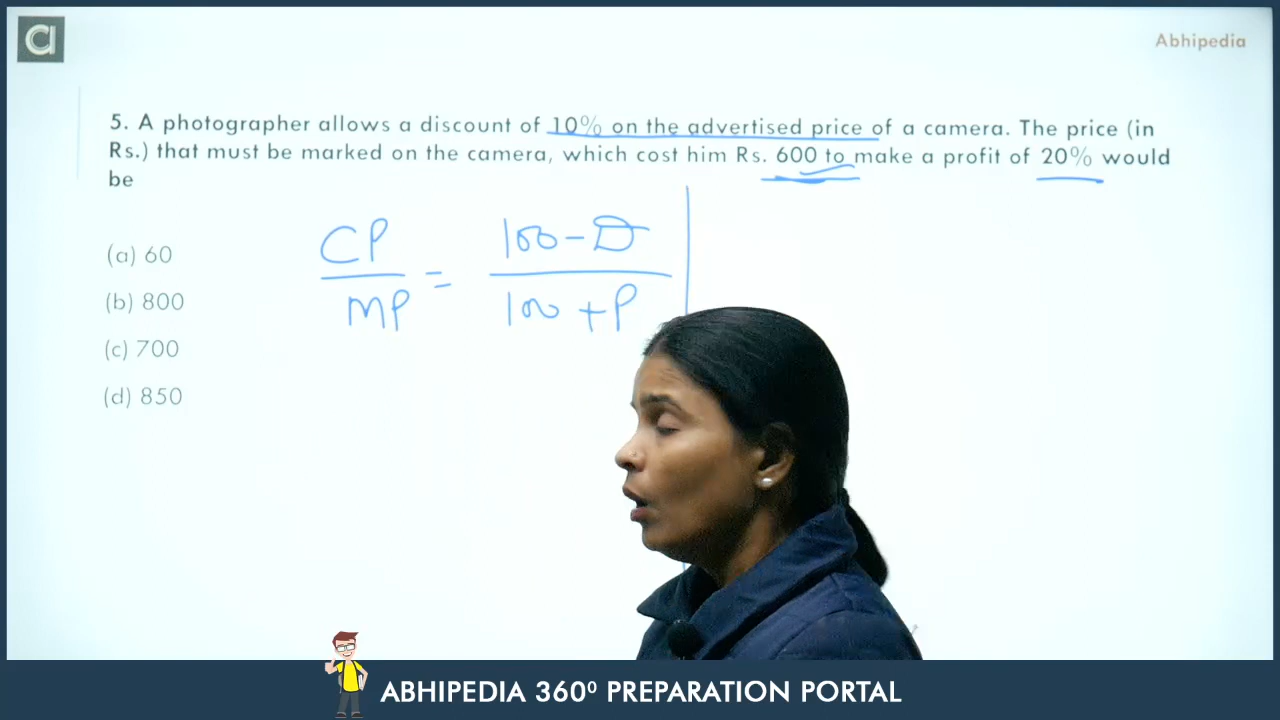 Abhipedia
5. A photographer allows a discount of 10% on the advertised price of a camera. The price (in
Rs.) that must be marked on the camera, which cost him Rs. 600 to make a profit of 20% would
be
(a) 60
(b) 800
(c) 700
(d) 850
CP / MP = 100 - D / 100 + P
ABHIPEDIA 360⁰ PREPARATION PORTAL